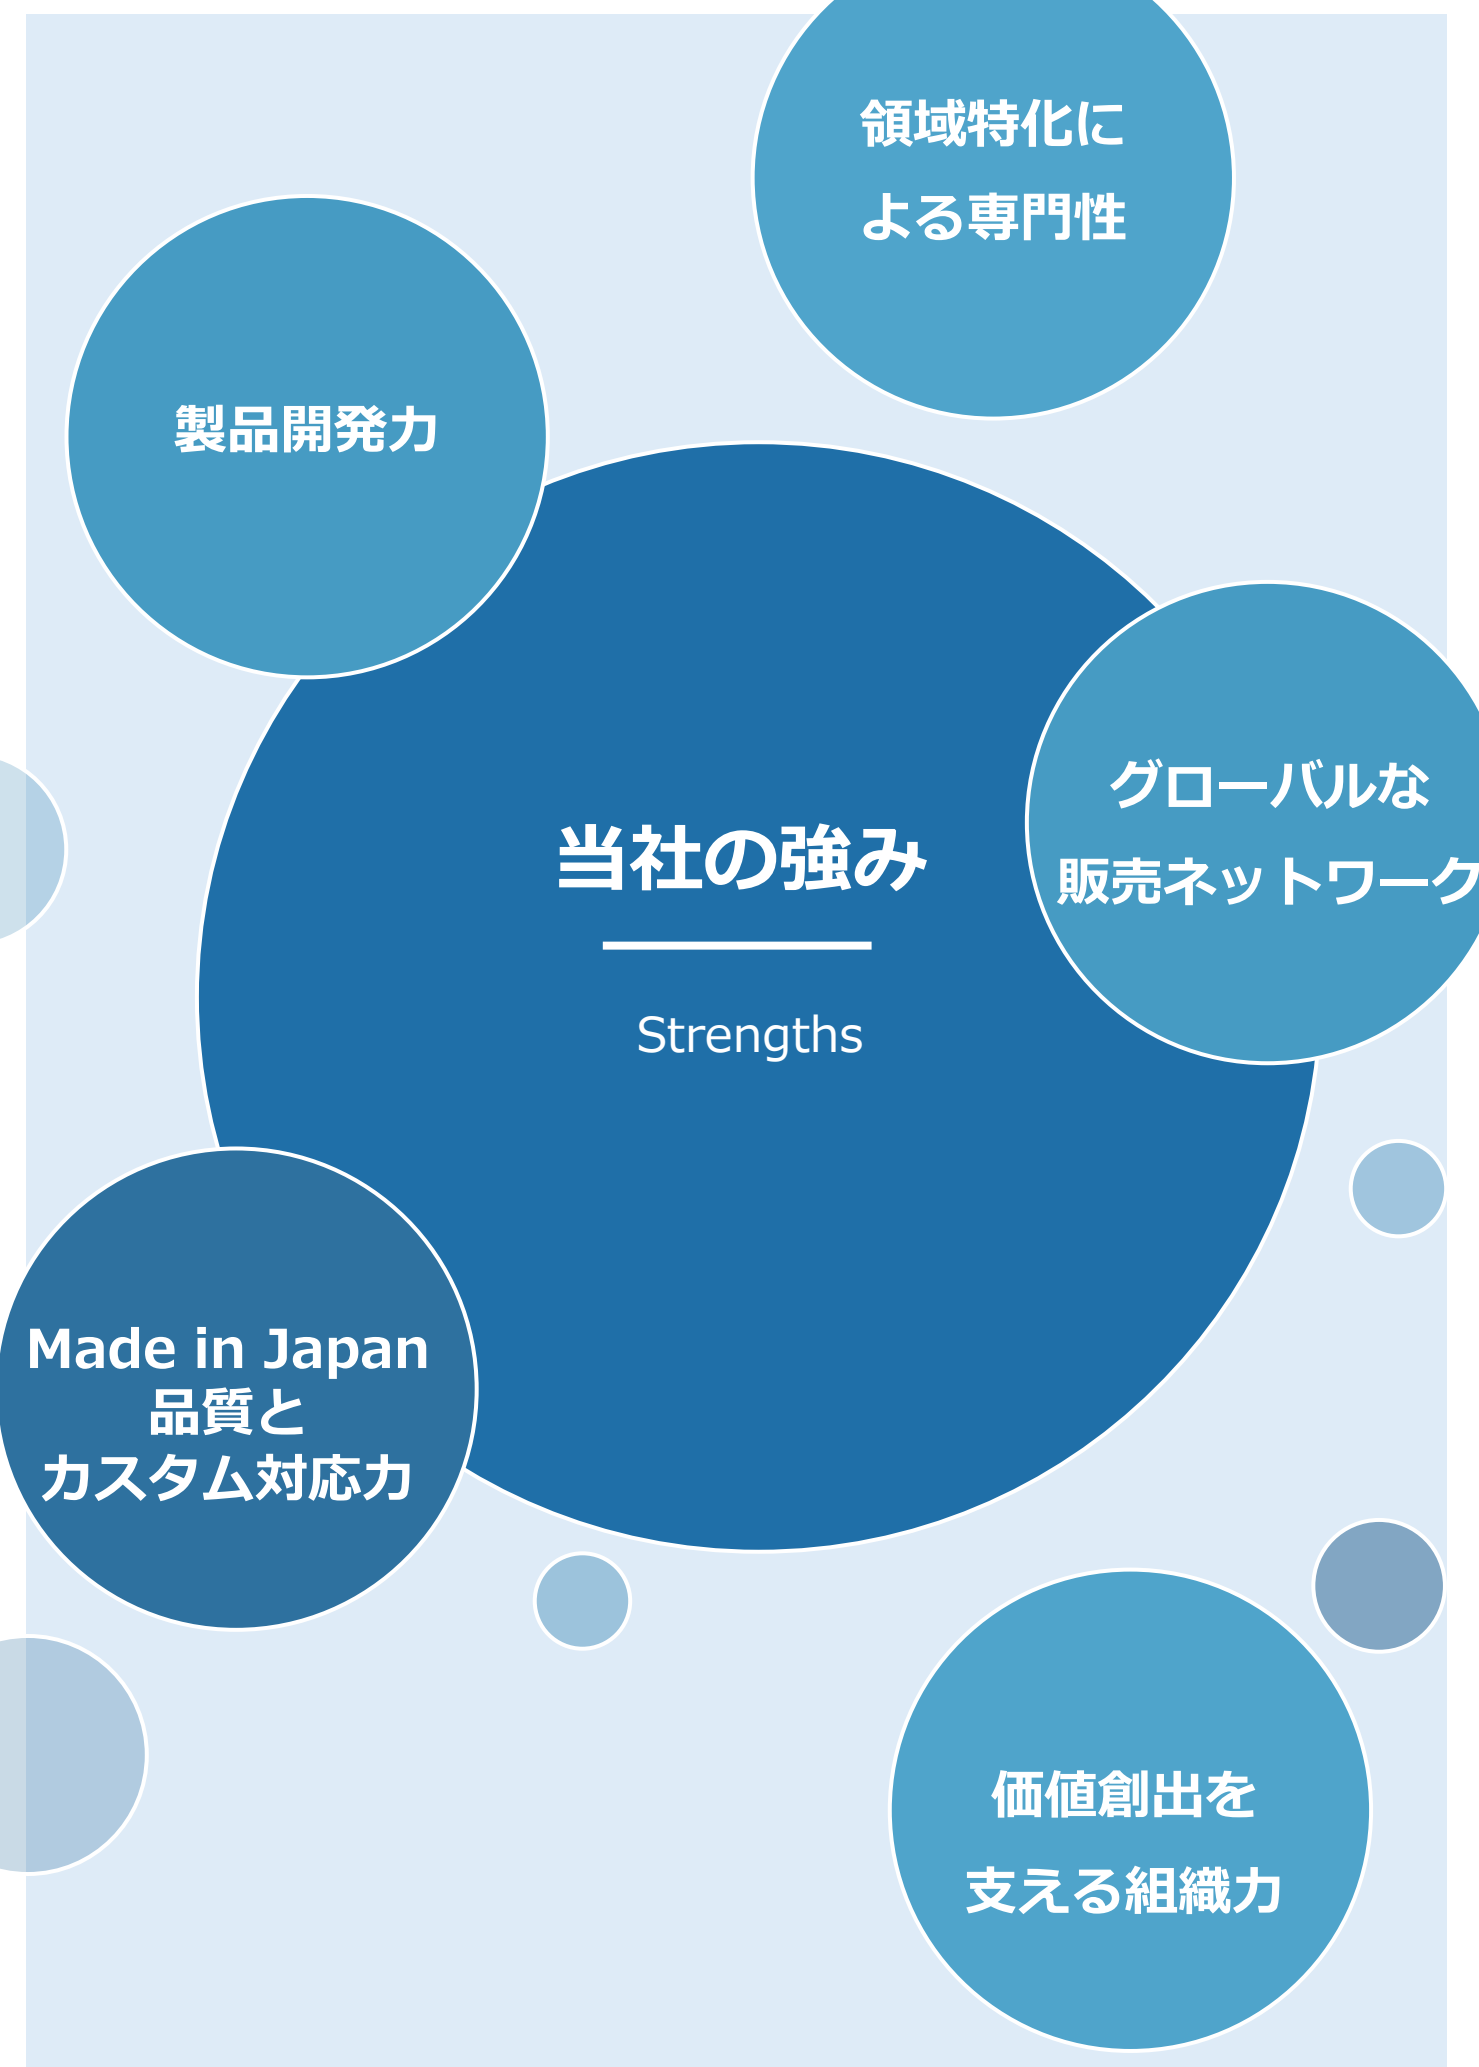 領域特化に
よる専門性
製品開発力
グローバルな
販売ネットワーク
当社の強み
Strengths
Made in Japan
品質と
カスタム対応力
価値創出を
支える組織力